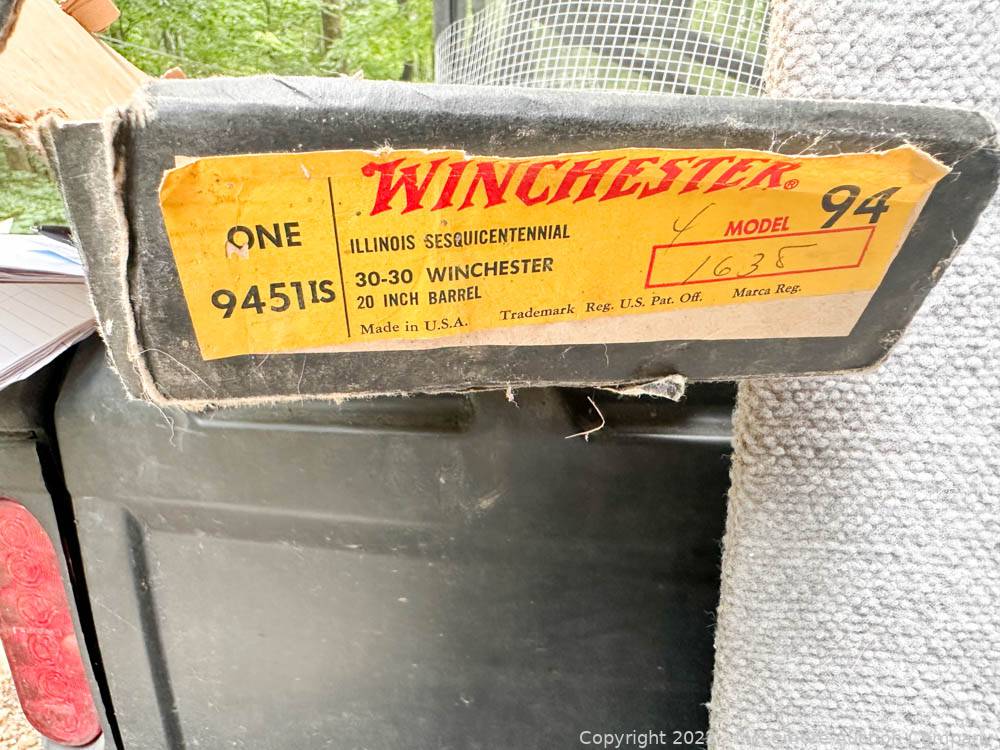 WINCHESTER®
ONE
9451IS
ILLINOIS SESQUICENTENNIAL
30-30 WINCHESTER
20 INCH BARREL
Made in U.S.A.
Trademark Reg. U.S. Pat. Off.
Marca Reg.
4
MODEL 94
1638
Copyright